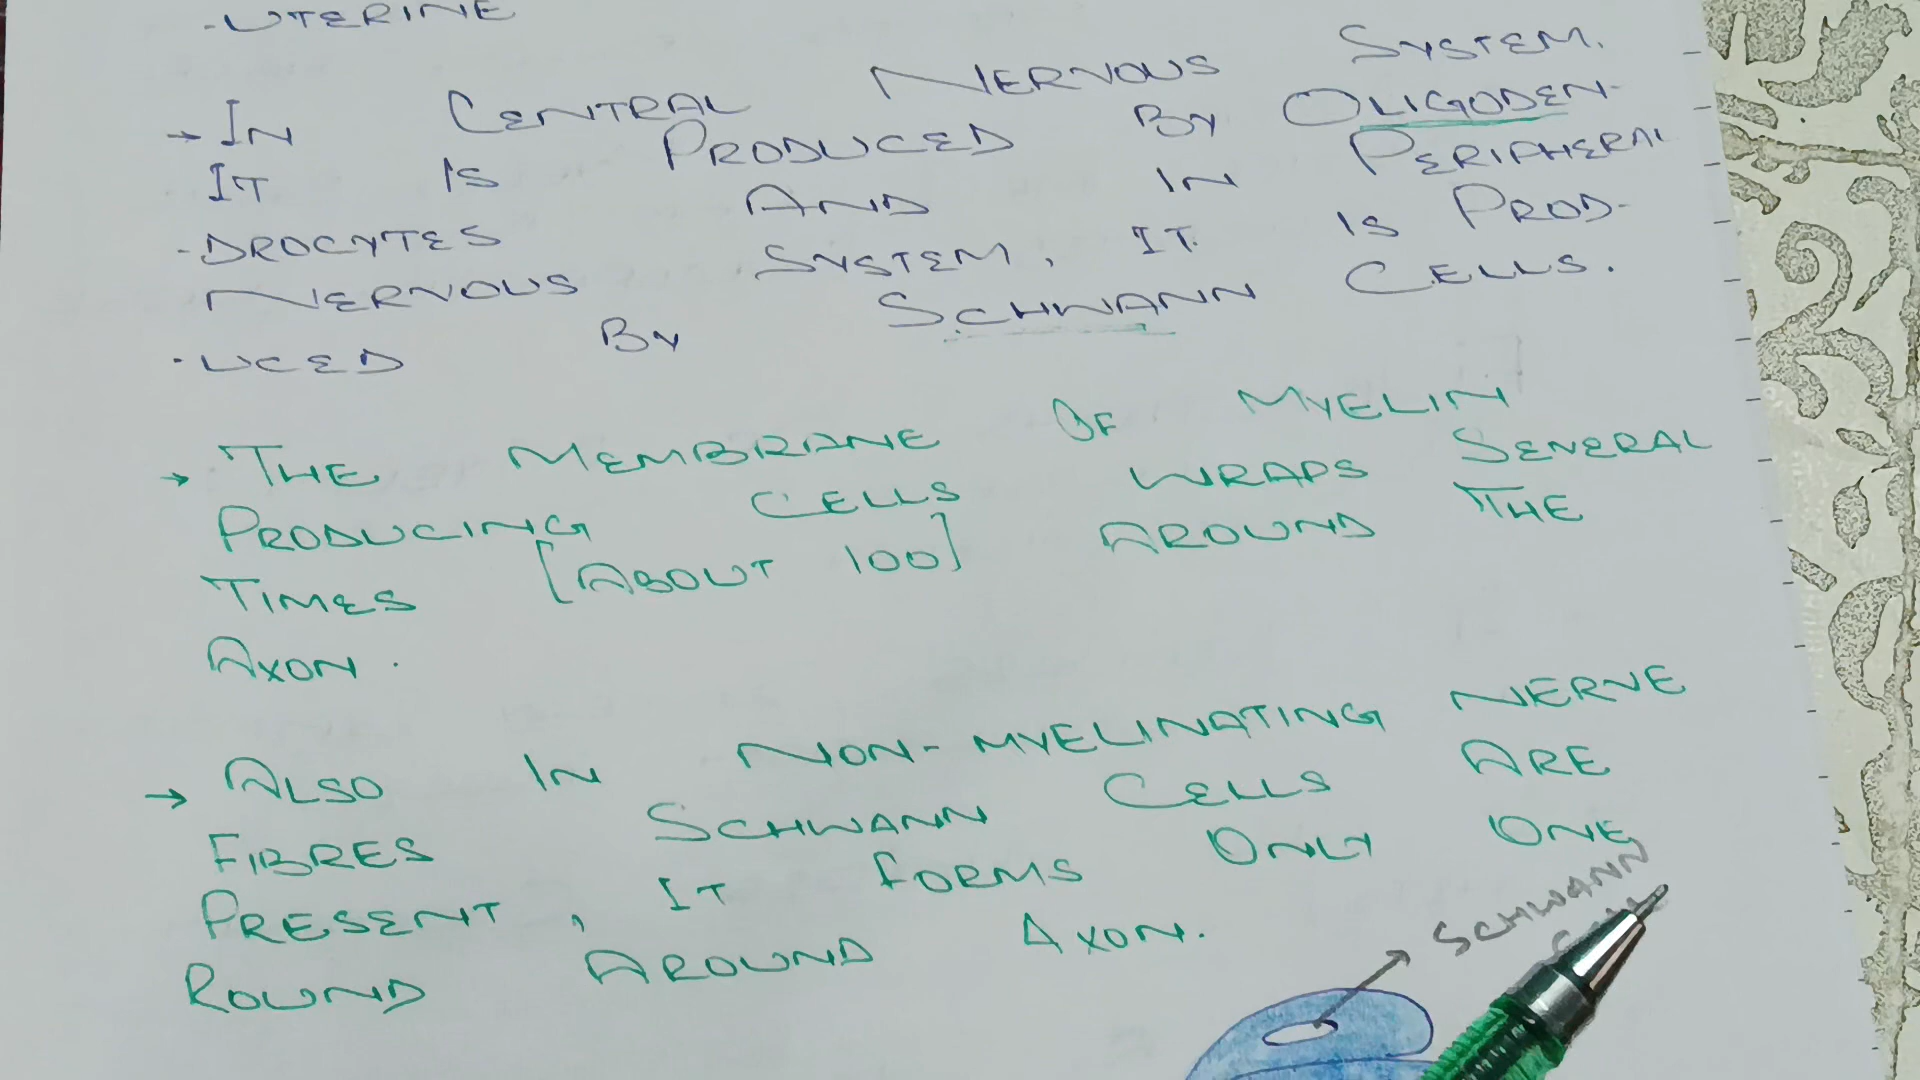 -UTERINE
→ IN CENTRAL NERVOUS SYSTEM.
IT IS PRODUCED BY OLIGODEN-
-DROCYTES AND IN PERIPHERAL
NERVOUS SYSTEM, IT IS PROD-
-UCED BY SCHWANN CELLS.
→ THE MEMBRANE OF MYELIN
PRODUCING CELLS WRAPS SEVERAL
TIMES [ABOUT 100] AROUND THE
AXON.
→ ALSO IN NON-MYELINATING NERVE
FIBRES SCHWANN CELLS ARE
PRESENT, IT FORMS ONLY ONE
ROUND AROUND AXON.
SCHWANN